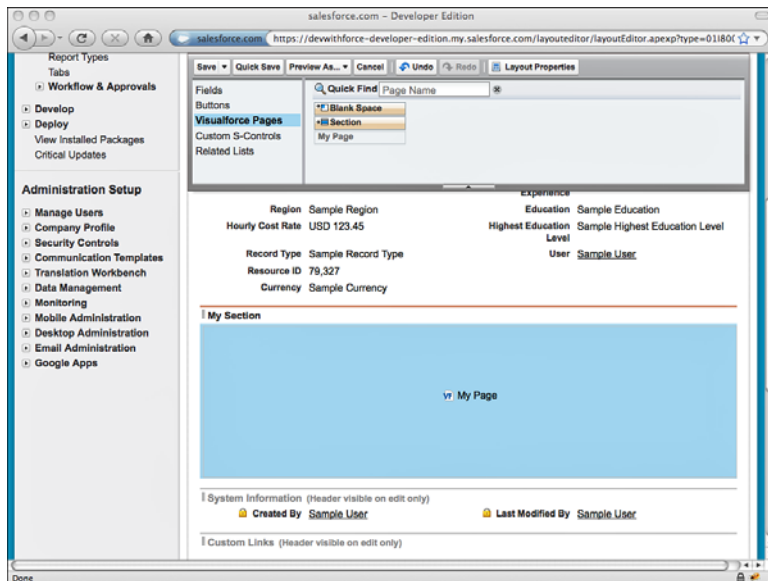 salesforce.com – Developer Edition
salesforce.com https://devwithforce-developer-edition.my.salesforce.com/layouteditor/layoutEditor.apexp?type=01I80(
Report Types
Tabs
Workflow & Approvals
Develop
Deploy
View Installed Packages
Critical Updates
Administration Setup
Manage Users
Company Profile
Security Controls
Communication Templates
Translation Workbench
Data Management
Monitoring
Mobile Administration
Desktop Administration
Email Administration
Google Apps
Save Quick Save Preview As... Cancel Undo Redo Layout Properties
Fields
Buttons
Visualforce Pages
Custom S-Controls
Related Lists
Quick Find Page Name
Blank Space
Section
My Page
Experience
Region Sample Region Education Sample Education
Hourly Cost Rate USD 123.45 Highest Education Sample Highest Education Level
Level
Record Type Sample Record Type User Sample User
Resource ID 79,327
Currency Sample Currency
My Section
VF My Page
System Information (Header visible on edit only)
Created By Sample User Last Modified By Sample User
Custom Links (Header visible on edit only)
Done